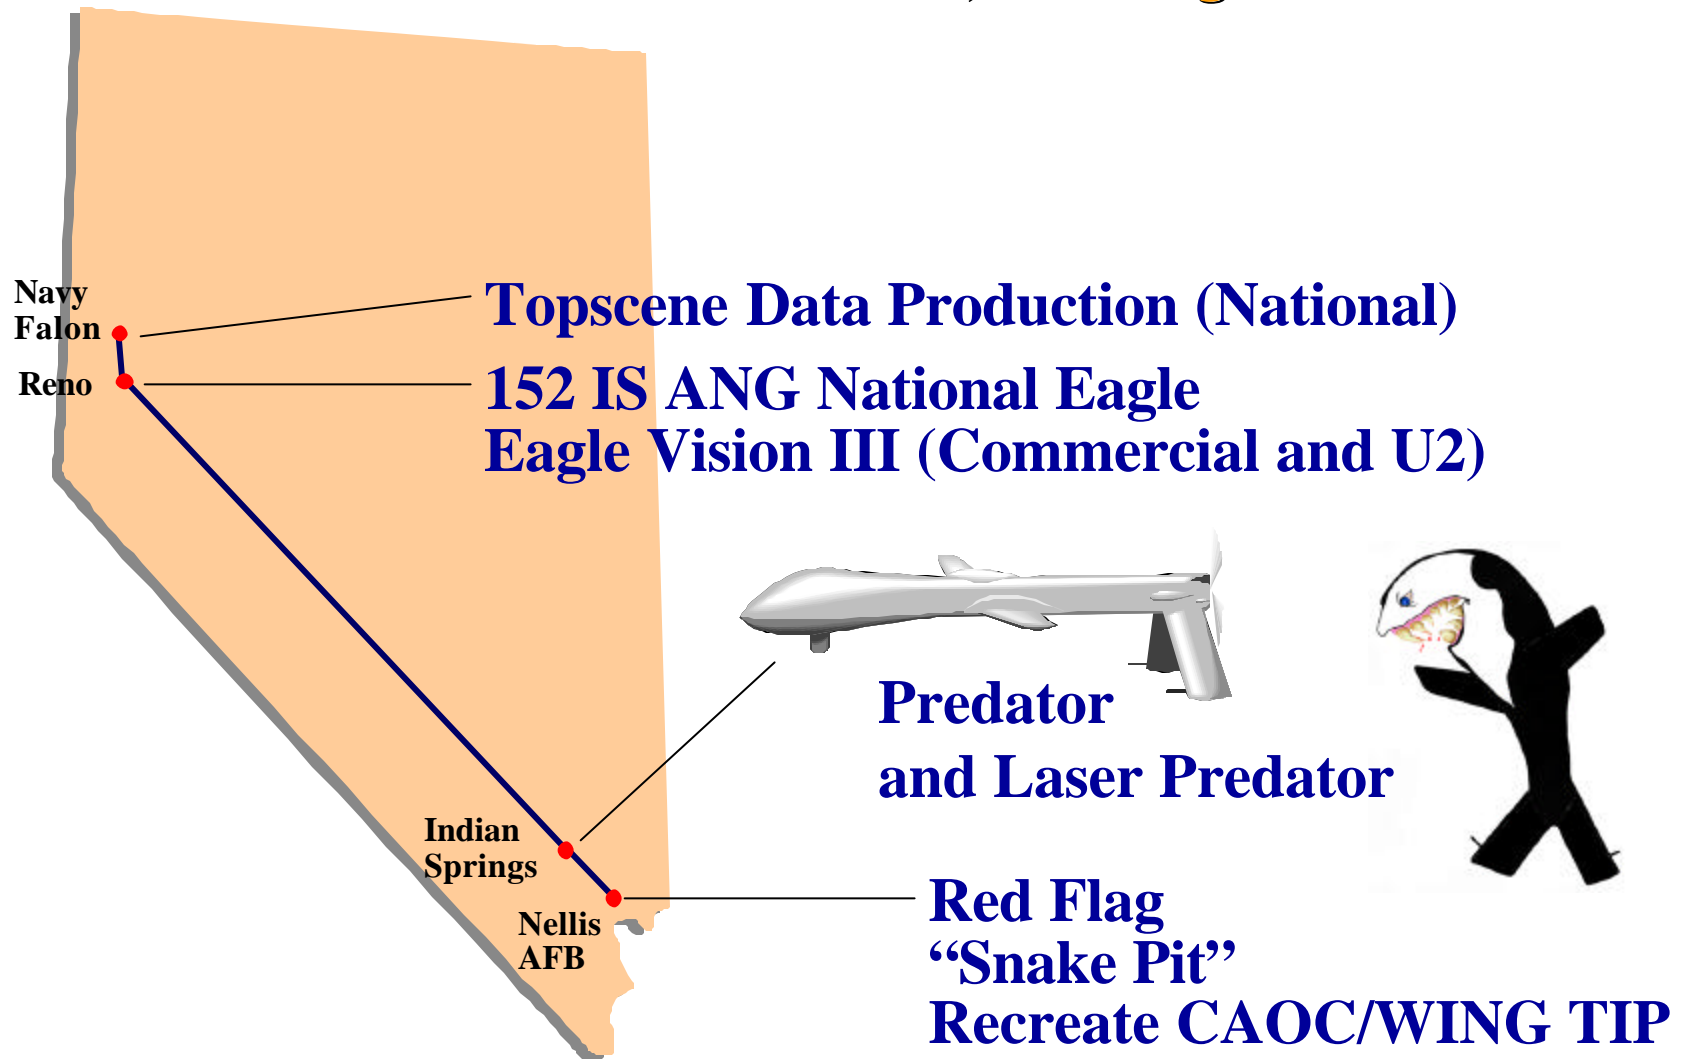 Navy
Falon
Topscene Data Production (National)
Reno
152 IS ANG National Eagle
Eagle Vision III (Commercial and U2)
Predator
and Laser Predator
Indian
Springs
Nellis
AFB
Red Flag
“Snake Pit”
Recreate CAOC/WING TIP